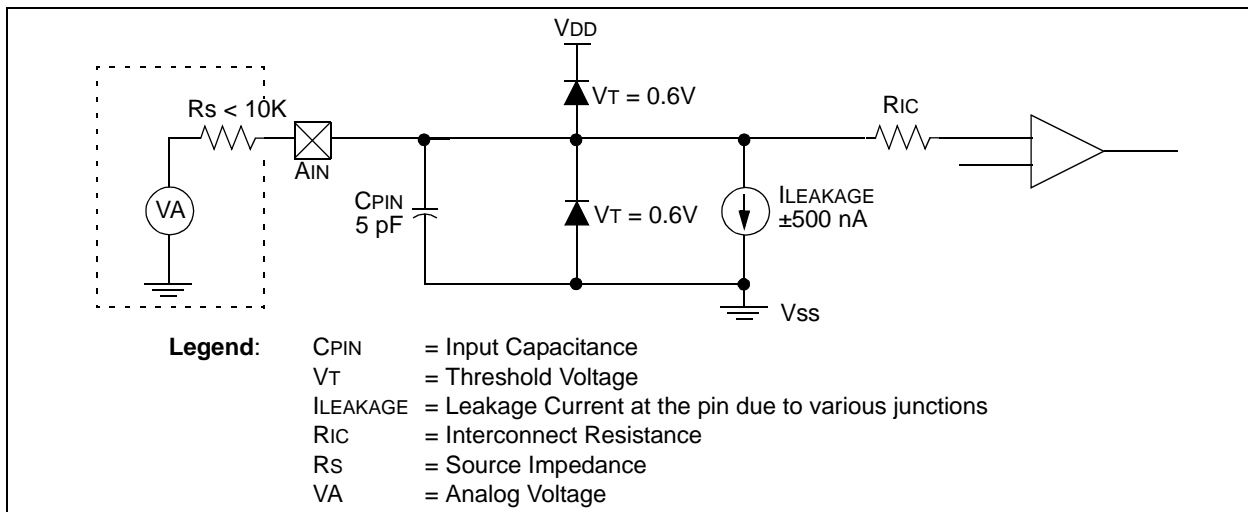 VDD
VT = 0.6V
RS < 10K
RIC
AIN
VA
CPIN
5 pF
VT = 0.6V
ILEAKAGE
±500 nA
VSS
Legend: CPIN = Input Capacitance
VT = Threshold Voltage
ILEAKAGE = Leakage Current at the pin due to various junctions
RIC = Interconnect Resistance
RS = Source Impedance
VA = Analog Voltage